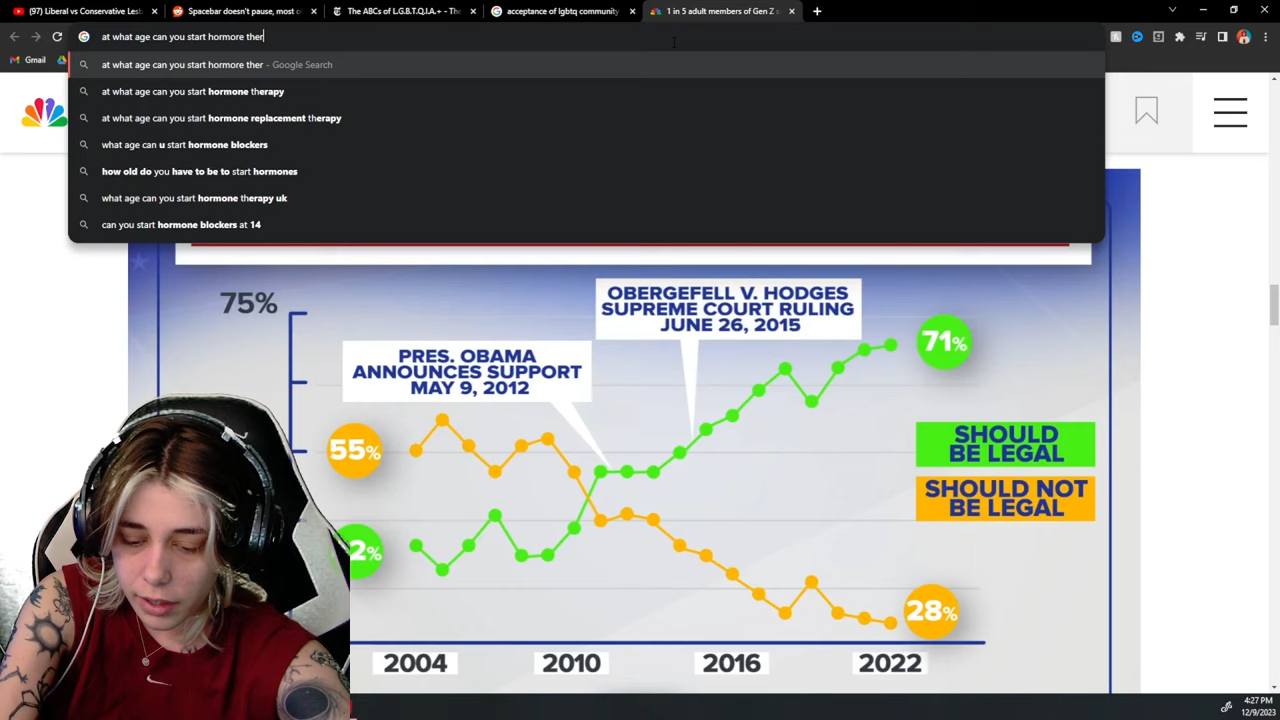 (97) Liberal vs Conservative Lesb
Spacebar doesn't pause, most of
The ABCs of L.G.B.T.Q.I.A.+ - The
acceptance of lgbtq community
1 in 5 adult members of Gen Z s
at what age can you start hormore ther
Gmail
at what age can you start hormore ther - Google Search
at what age can you start hormone therapy
at what age can you start hormone replacement therapy
what age can u start hormone blockers
how old do you have to be to start hormones
what age can you start hormone therapy uk
can you start hormone blockers at 14
75%
OBERGEFELL V. HODGES
SUPREME COURT RULING
JUNE 26, 2015
PRES. OBAMA
ANNOUNCES SUPPORT
MAY 9, 2012
71%
55%
SHOULD
BE LEGAL
SHOULD NOT
BE LEGAL
2%
28%
2004
2010
2016
2022
4:27 PM
12/9/2023